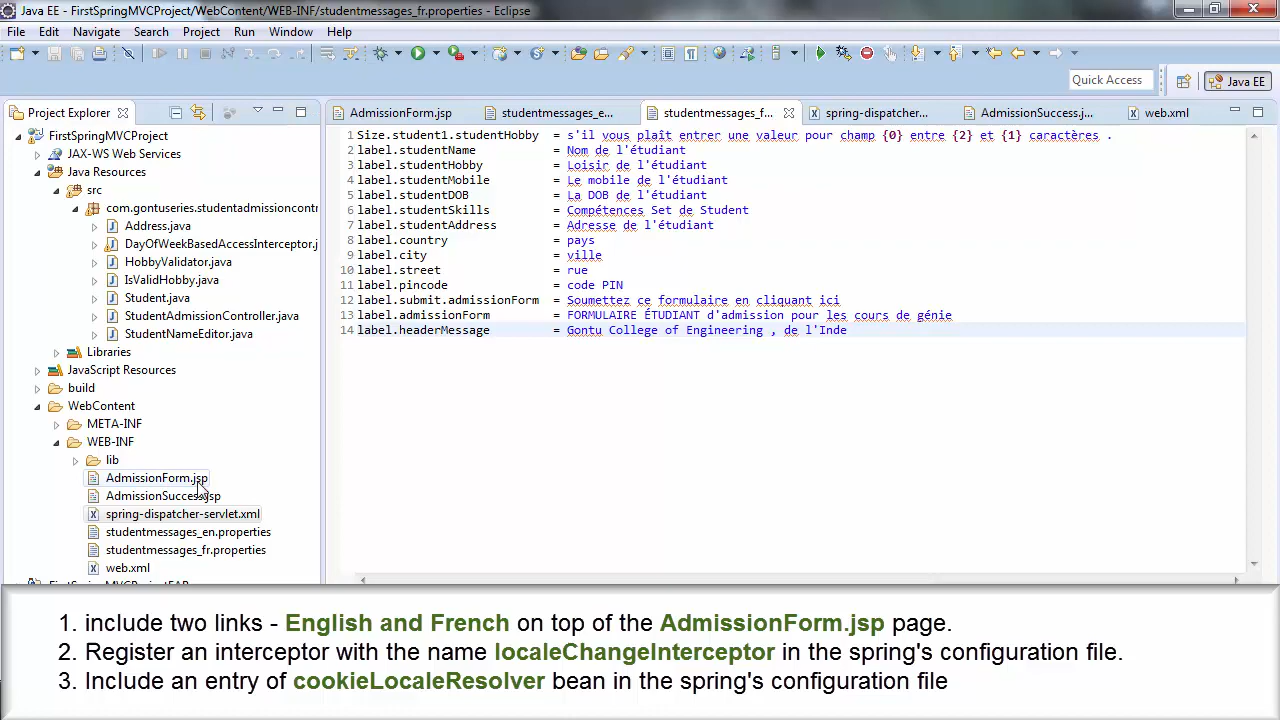 Java EE - FirstSpringMVCProject/WebContent/WEB-INF/studentmessages_fr.properties - Eclipse
File Edit Navigate Search Project Run Window Help
Quick Access
Java EE
Project Explorer
AdmissionForm.jsp
studentmessages_e...
studentmessages_f...
spring-dispatcher...
AdmissionSuccess.j...
web.xml
FirstSpringMVCProject
JAX-WS Web Services
Java Resources
src
com.gontuseries.studentadmissioncontr
Address.java
DayOfWeekBasedAccessInterceptor.j
HobbyValidator.java
IsValidHobby.java
Student.java
StudentAdmissionController.java
StudentNameEditor.java
Libraries
JavaScript Resources
build
WebContent
META-INF
WEB-INF
lib
AdmissionForm.jsp
AdmissionSuccess.jsp
spring-dispatcher-servlet.xml
studentmessages_en.properties
studentmessages_fr.properties
web.xml
1 Size.student1.studentHobby = s'il vous plaît entrer une valeur pour champ {0} entre {2} et {1} caractères .
2 label.studentName = Nom de l'étudiant
3 label.studentHobby = Loisir de l'étudiant
4 label.studentMobile = Le mobile de l'étudiant
5 label.studentDOB = La DOB de l'étudiant
6 label.studentSkills = Compétences Set de Student
7 label.studentAddress = Adresse de l'étudiant
8 label.country = pays
9 label.city = ville
10 label.street = rue
11 label.pincode = code PIN
12 label.submit.admissionForm = Soumettez ce formulaire en cliquant ici
13 label.admissionForm = FORMULAIRE ÉTUDIANT d'admission pour les cours de génie
14 label.headerMessage = Gontu College of Engineering , de l'Inde
1. include two links - English and French on top of the AdmissionForm.jsp page.
2. Register an interceptor with the name localeChangeInterceptor in the spring's configuration file.
3. Include an entry of cookieLocaleResolver bean in the spring's configuration file